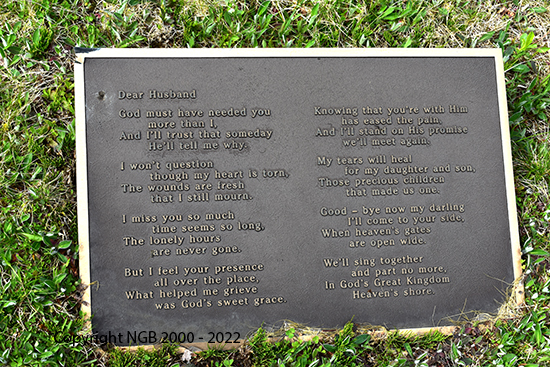 Dear Husband
God must have needed you
more than I,
And I'll trust that someday
He'll tell me why.
I won't question
though my heart is torn,
The wounds are fresh
that I still mourn.
I miss you so much
time seems so long,
The lonely hours
are never gone.
But I feel your presence
all over the place,
What helped me grieve
was God's sweet grace.
Knowing that you're with Him
has eased the pain,
And I'll stand on His promise
we'll meet again.
My tears will heal
for my daughter and son,
Those precious children
that made us one.
Good - bye now my darling
I'll come to your side,
When heaven's gates
are open wide.
We'll sing together
and part no more,
In God's Great Kingdom
Heaven's shore.
Copyright NGB 2000 - 2022